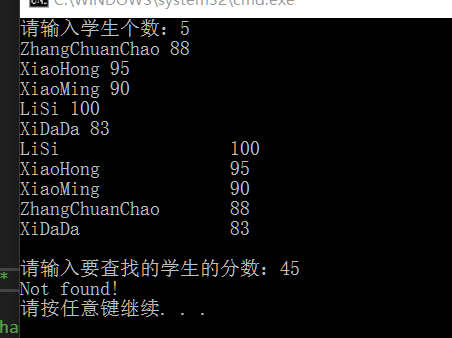 C:\WINDOWS\system32\cmd.exe
请输入学生个数：5
ZhangChuanChao 88
XiaoHong 95
XiaoMing 90
LiSi 100
XiDaDa 83
LiSi 100
XiaoHong 95
XiaoMing 90
ZhangChuanChao 88
XiDaDa 83
请输入要查找的学生的分数：45
*
Not found!
请按任意键继续. . .
ha